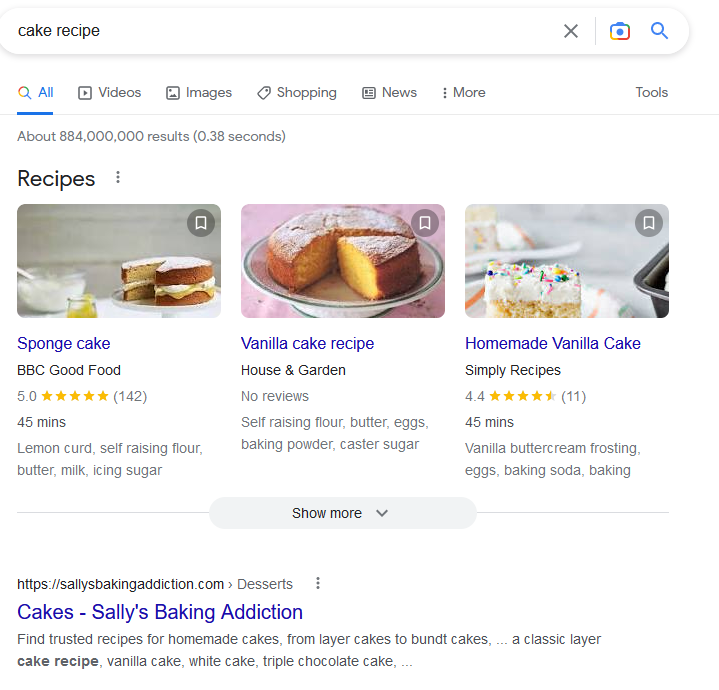 cake recipe
All Videos Images Shopping News More Tools
About 884,000,000 results (0.38 seconds)
Recipes
Sponge cake
BBC Good Food
5.0 (142)
45 mins
Lemon curd, self raising flour,
butter, milk, icing sugar
Vanilla cake recipe
House & Garden
No reviews
Self raising flour, butter, eggs,
baking powder, caster sugar
Homemade Vanilla Cake
Simply Recipes
4.4 (11)
45 mins
Vanilla buttercream frosting,
eggs, baking soda, baking
Show more
https://sallysbakingaddiction.com › Desserts
Cakes - Sally's Baking Addiction
Find trusted recipes for homemade cakes, from layer cakes to bundt cakes, ... a classic layer
cake recipe, vanilla cake, white cake, triple chocolate cake, ...